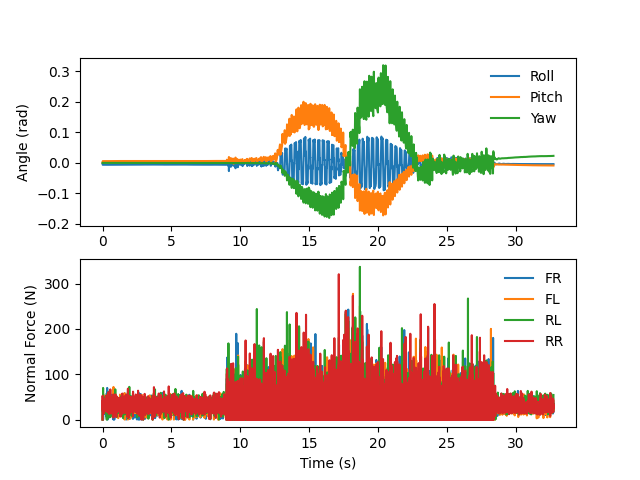 0.3
0.2
0.1
0.0
−0.1
−0.2
Angle (rad)
Roll
Pitch
Yaw
0 5 10 15 20 25 30
300
200
100
0
Normal Force (N)
FR
FL
RL
RR
0 5 10 15 20 25 30
Time (s)